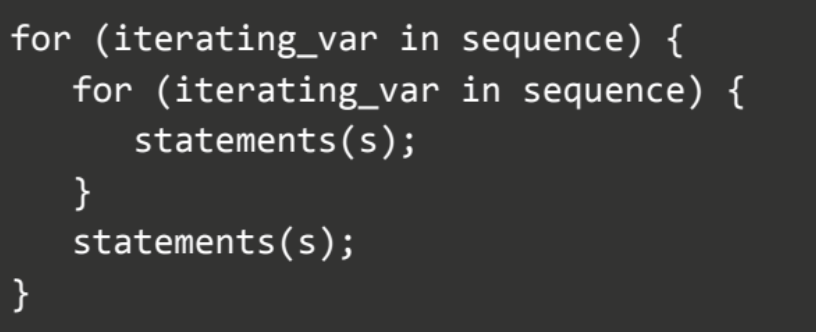 for (iterating_var in sequence) {
   for (iterating_var in sequence) {
      statements(s);
   }
   statements(s);
}